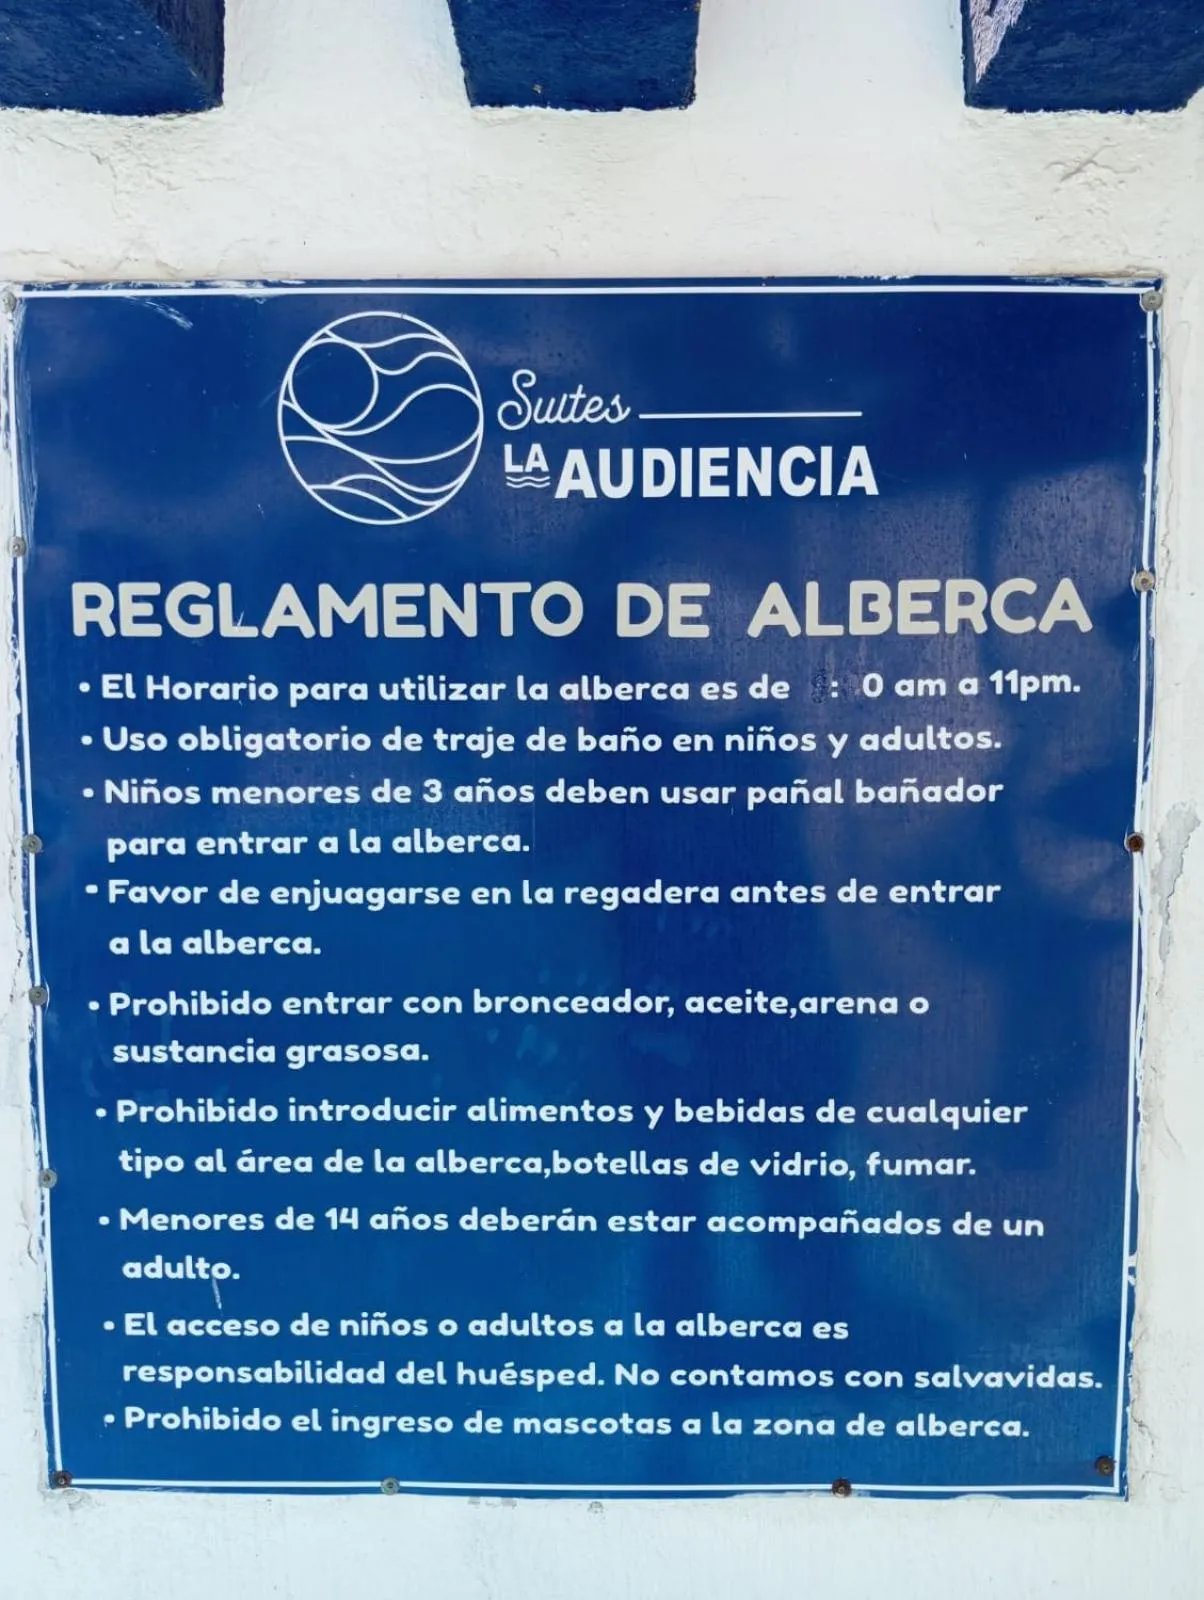 Suites
LA AUDIENCIA
REGLAMENTO DE ALBERCA
• El Horario para utilizar la alberca es de : 0 am a 11pm.
• Uso obligatorio de traje de baño en niños y adultos.
• Niños menores de 3 años deben usar pañal bañador
para entrar a la alberca.
• Favor de enjuagarse en la regadera antes de entrar
a la alberca.
• Prohibido entrar con bronceador, aceite,arena o
sustancia grasosa.
• Prohibido introducir alimentos y bebidas de cualquier
tipo al área de la alberca,botellas de vidrio, fumar.
• Menores de 14 años deberán estar acompañados de un
adulto.
• El acceso de niños o adultos a la alberca es
responsabilidad del huésped. No contamos con salvavidas.
• Prohibido el ingreso de mascotas a la zona de alberca.